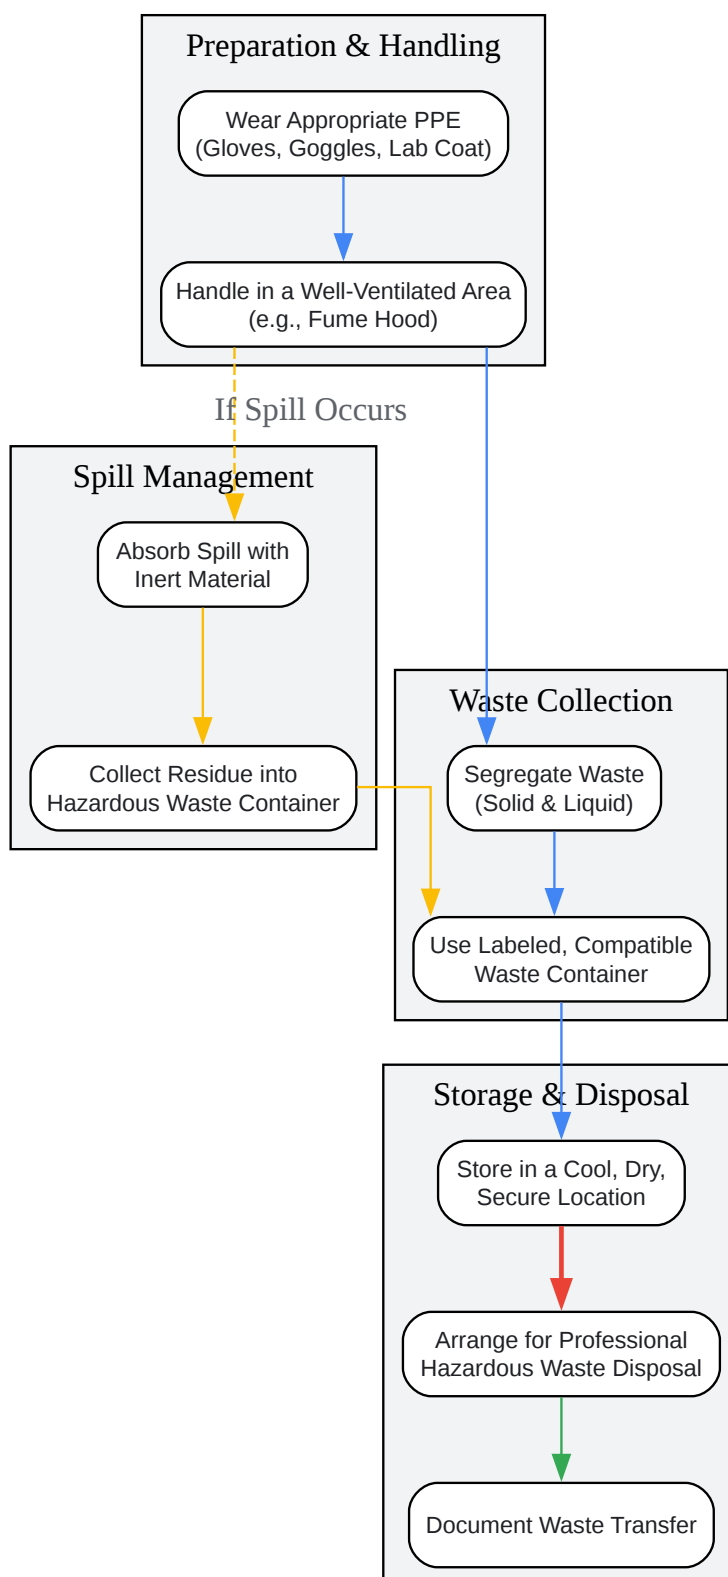 Preparation & Handling
Wear Appropriate PPE
(Gloves, Goggles, Lab Coat)
Handle in a Well-Ventilated Area
(e.g., Fume Hood)
If Spill Occurs
Spill Management
Absorb Spill with
Inert Material
Collect Residue into
Hazardous Waste Container
Waste Collection
Segregate Waste
(Solid & Liquid)
Use Labeled, Compatible
Waste Container
Storage & Disposal
Store in a Cool, Dry,
Secure Location
Arrange for Professional
Hazardous Waste Disposal
Document Waste Transfer